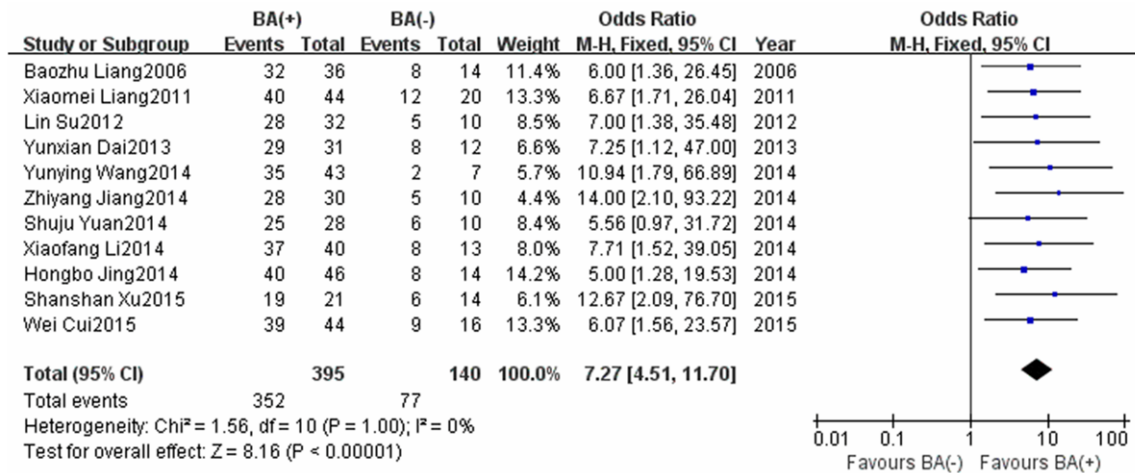 BA(+) BA(-) Odds Ratio Odds Ratio
Study or Subgroup Events Total Events Total Weight M-H, Fixed, 95% CI Year M-H, Fixed, 95% CI
Baozhu Liang2006 32 36 8 14 11.4% 6.00 [1.36, 26.45] 2006
Xiaomei Liang2011 40 44 12 20 13.3% 6.67 [1.71, 26.04] 2011
Lin Su2012 28 32 5 10 8.5% 7.00 [1.38, 35.48] 2012
Yunxian Dai2013 29 31 8 12 6.6% 7.25 [1.12, 47.00] 2013
Yunying Wang2014 35 43 2 7 5.7% 10.94 [1.79, 66.89] 2014
Zhiyang Jiang2014 28 30 5 10 4.4% 14.00 [2.10, 93.22] 2014
Shuju Yuan2014 25 28 6 10 8.4% 5.56 [0.97, 31.72] 2014
Xiaofang Li2014 37 40 8 13 8.0% 7.71 [1.52, 39.05] 2014
Hongbo Jing2014 40 46 8 14 14.2% 5.00 [1.28, 19.53] 2014
Shanshan Xu2015 19 21 6 14 6.1% 12.67 [2.09, 76.70] 2015
Wei Cui2015 39 44 9 16 13.3% 6.07 [1.56, 23.57] 2015
Total (95% CI) 395 140 100.0% 7.27 [4.51, 11.70]
Total events 352 77
Heterogeneity: Chi² = 1.56, df = 10 (P = 1.00); I² = 0%
Test for overall effect: Z = 8.16 (P < 0.00001)
0.01 0.1 1 10 100
Favours BA(-) Favours BA(+)